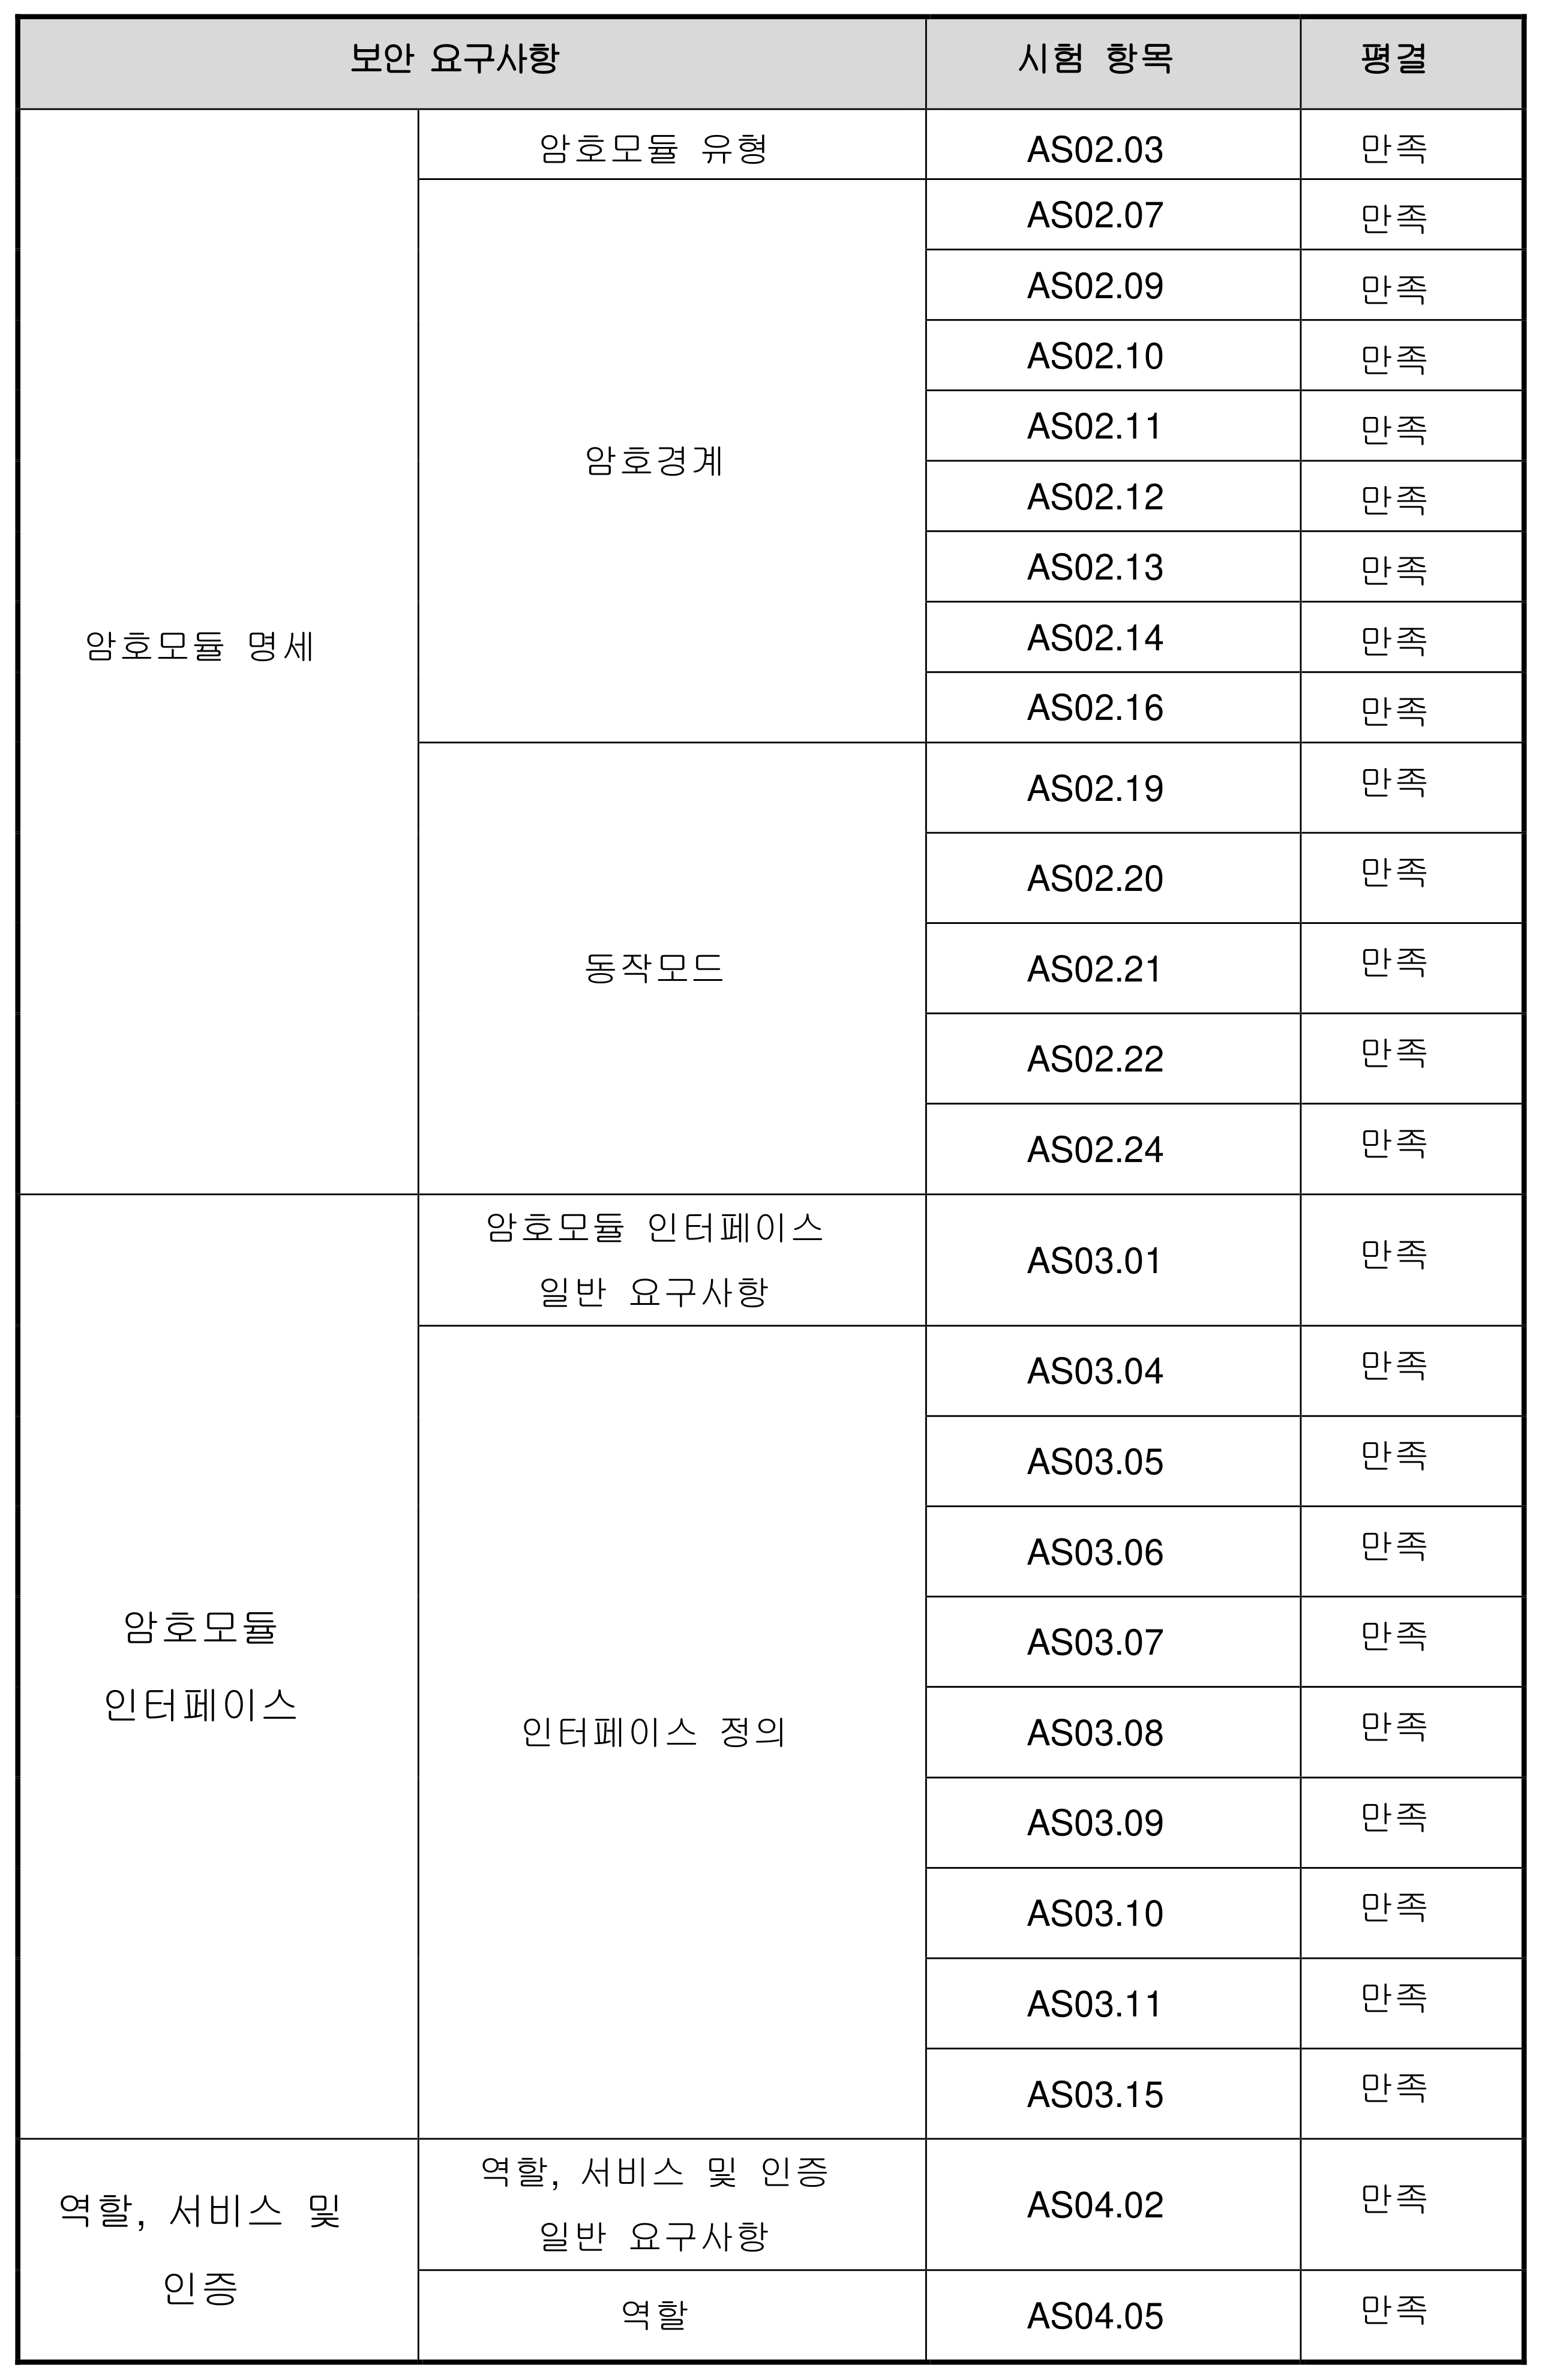 보안 요구사항 시험 항목 평결
암호모듈 명세 암호모듈 유형 AS02.03 만족
암호경계 AS02.07 만족
AS02.09 만족
AS02.10 만족
AS02.11 만족
AS02.12 만족
AS02.13 만족
AS02.14 만족
AS02.16 만족
동작모드 AS02.19 만족
AS02.20 만족
AS02.21 만족
AS02.22 만족
AS02.24 만족
암호모듈
인터페이스
암호모듈 인터페이스
일반 요구사항
AS03.01 만족
인터페이스 정의 AS03.04 만족
AS03.05 만족
AS03.06 만족
AS03.07 만족
AS03.08 만족
AS03.09 만족
AS03.10 만족
AS03.11 만족
AS03.15 만족
역할, 서비스 및
인증
역할, 서비스 및 인증
일반 요구사항
AS04.02 만족
역할 AS04.05 만족